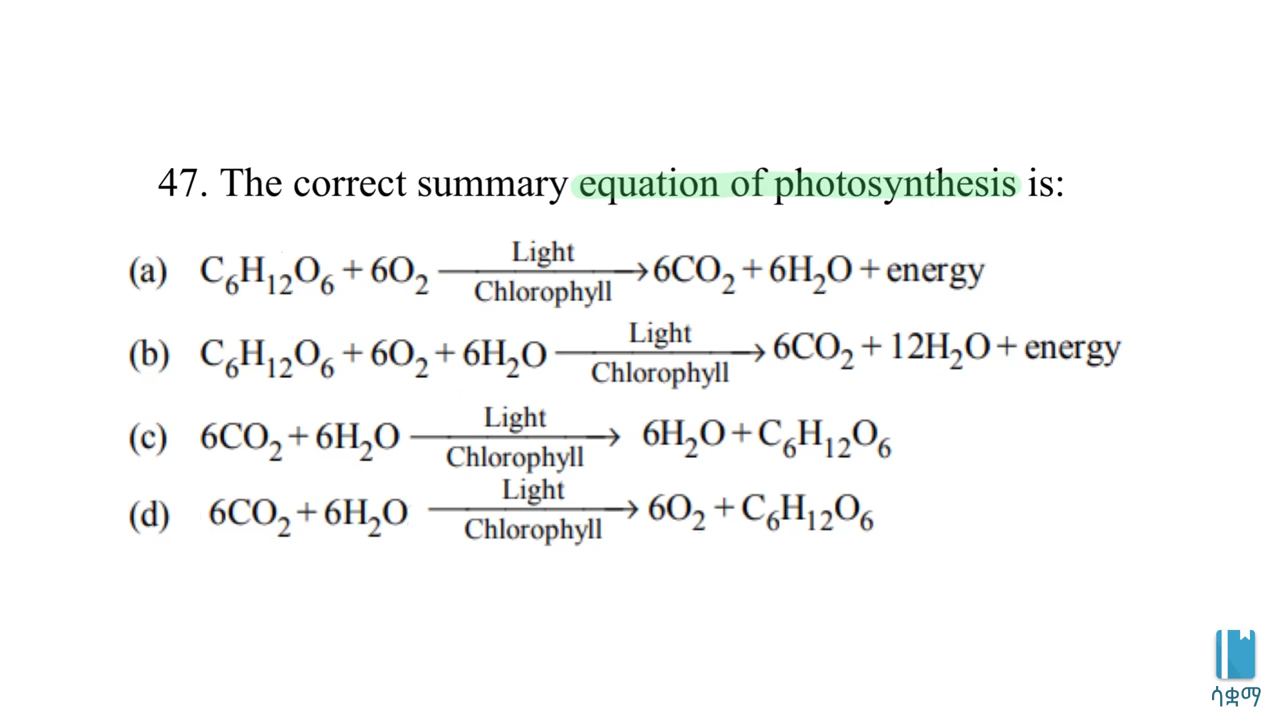 47. The correct summary equation of photosynthesis is:
(a) C₆H₁₂O₆ + 6O₂ —Light/Chlorophyll→ 6CO₂ + 6H₂O + energy
(b) C₆H₁₂O₆ + 6O₂ + 6H₂O —Light/Chlorophyll→ 6CO₂ + 12H₂O + energy
(c) 6CO₂ + 6H₂O —Light/Chlorophyll→ 6H₂O + C₆H₁₂O₆
(d) 6CO₂ + 6H₂O —Light/Chlorophyll→ 6O₂ + C₆H₁₂O₆
ሳቋማ